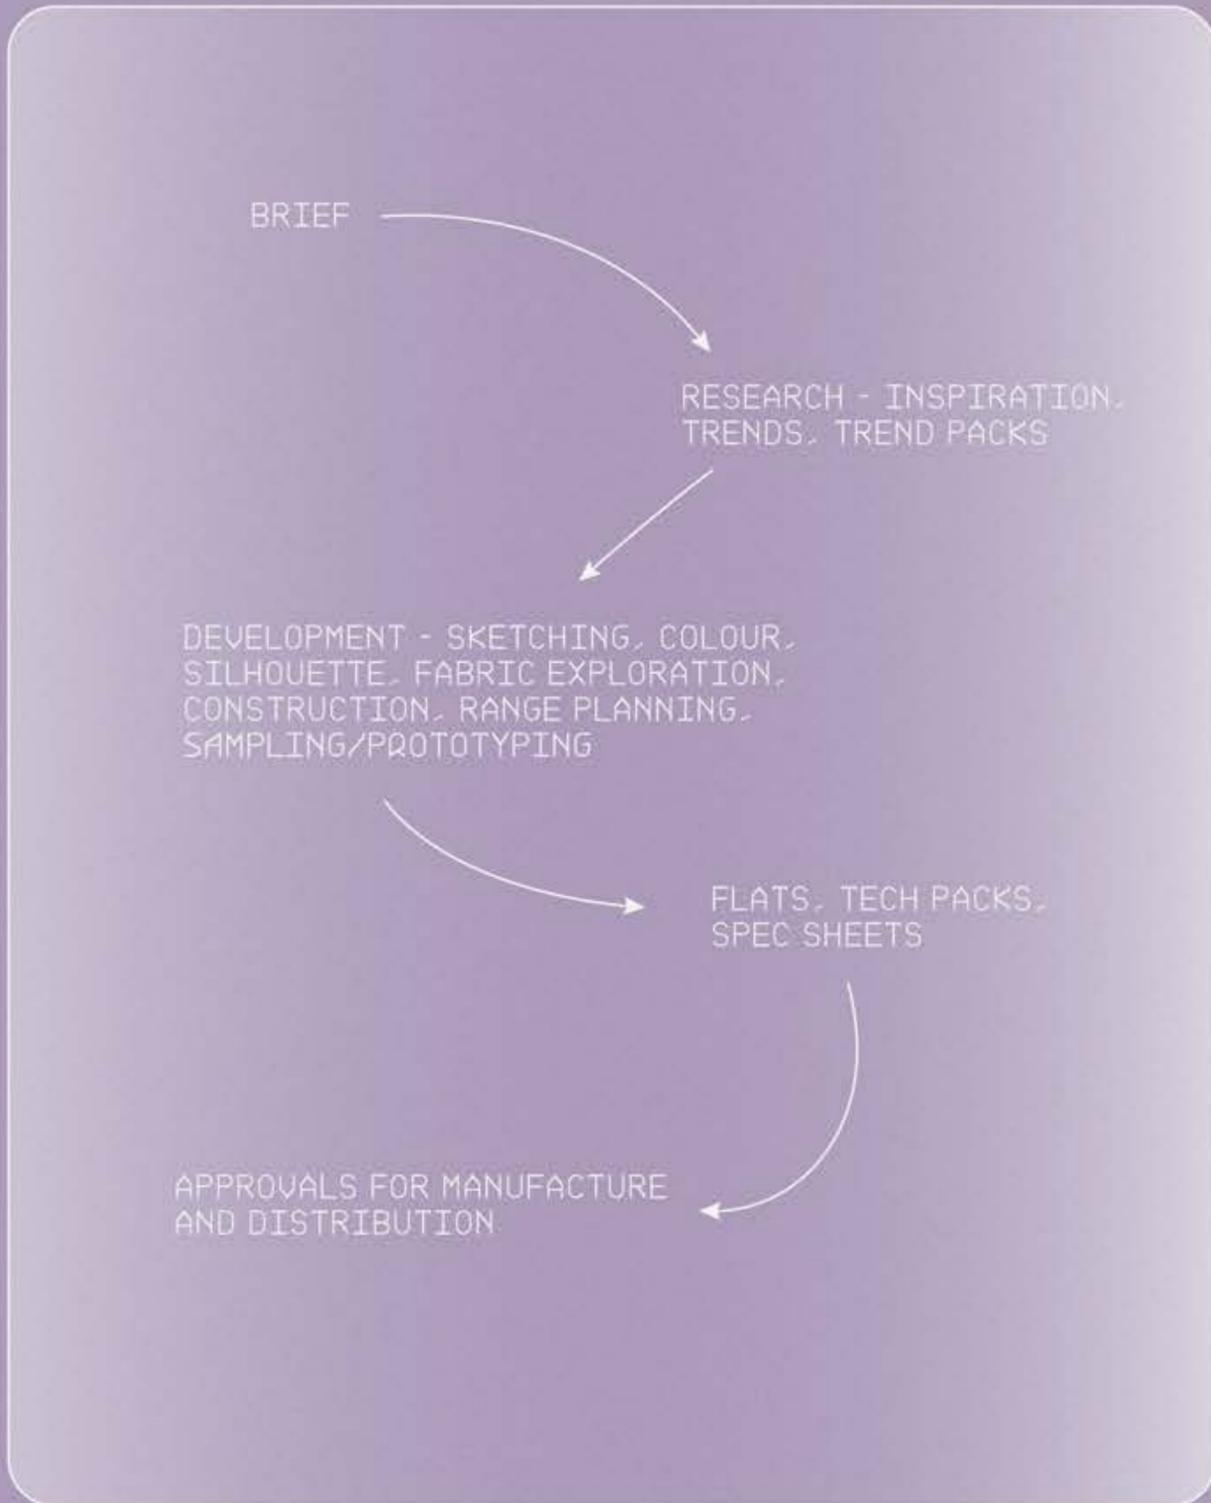 BRIEF
RESEARCH - INSPIRATION,
TRENDS, TREND PACKS
DEVELOPMENT - SKETCHING, COLOUR,
SILHOUETTE, FABRIC EXPLORATION,
CONSTRUCTION, RANGE PLANNING,
SAMPLING/PROTOTYPING
FLATS, TECH PACKS,
SPEC SHEETS
APPROVALS FOR MANUFACTURE
AND DISTRIBUTION